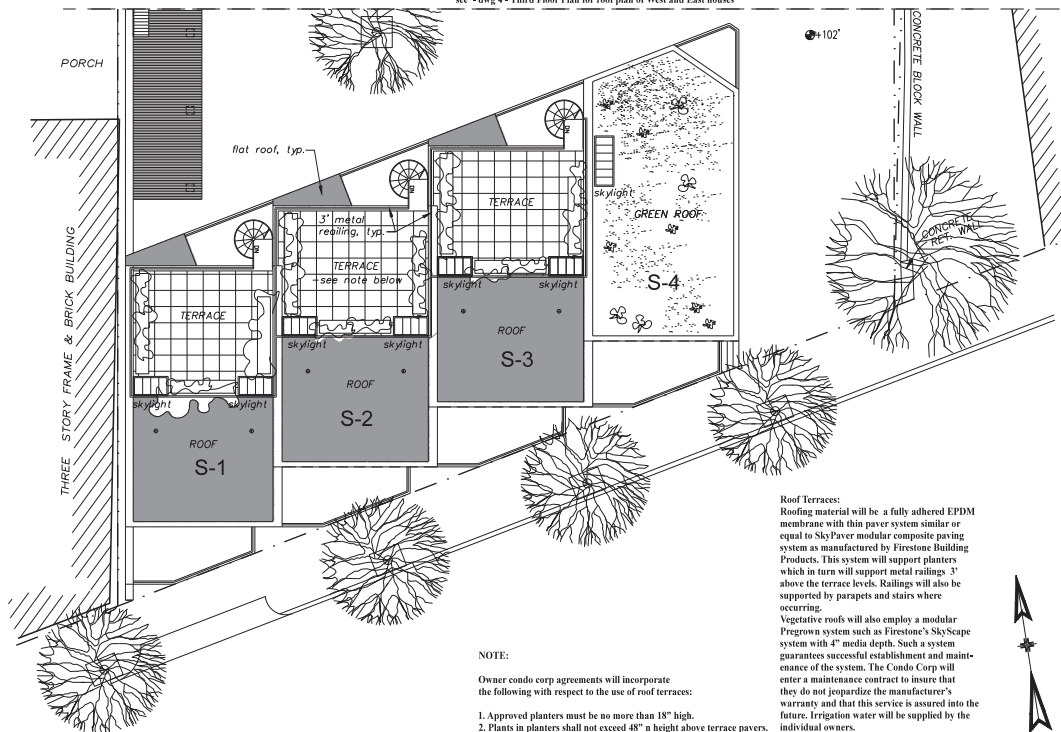 see - dwg 4 - Third Floor Plan for roof plan of West and East houses
+102'
PORCH
CONCRETE BLOCK WALL
flat roof, typ.
DN
DN
DN
3' metal
reailing, typ.
TERRACE
skylight
GREEN ROOF
CONCRETE
RET. WALL
THREE STORY FRAME & BRICK BUILDING
TERRACE
-see note below
S-4
skylight
skylight
TERRACE
ROOF
S-3
skylight
skylight
ROOF
S-2
skylight
skylight
ROOF
S-1
Roof Terraces:
Roofing material will be a fully adhered EPDM
membrane with thin paver system similar or
equal to SkyPaver modular composite paving
system as manufactured by Firestone Building
Products. This system will support planters
which in turn will support metal railings 3'
above the terrace levels. Railings will also be
supported by parapets and stairs where
occurring.
Vegetative roofs will also employ a modular
Pregrown system such as Firestone's SkyScape
system with 4" media depth. Such a system
guarantees successful establishment and maint-
enance of the system. The Condo Corp will
enter a maintenance contract to insure that
they do not jeopardize the manufacturer's
warranty and that this service is assured into the
future. Irrigation water will be supplied by the
individual owners.
NOTE:
Owner condo corp agreements will incorporate
the following with respect to the use of roof terraces:
1. Approved planters must be no more than 18" high.
2. Plants in planters shall not exceed 48" n height above terrace pavers.